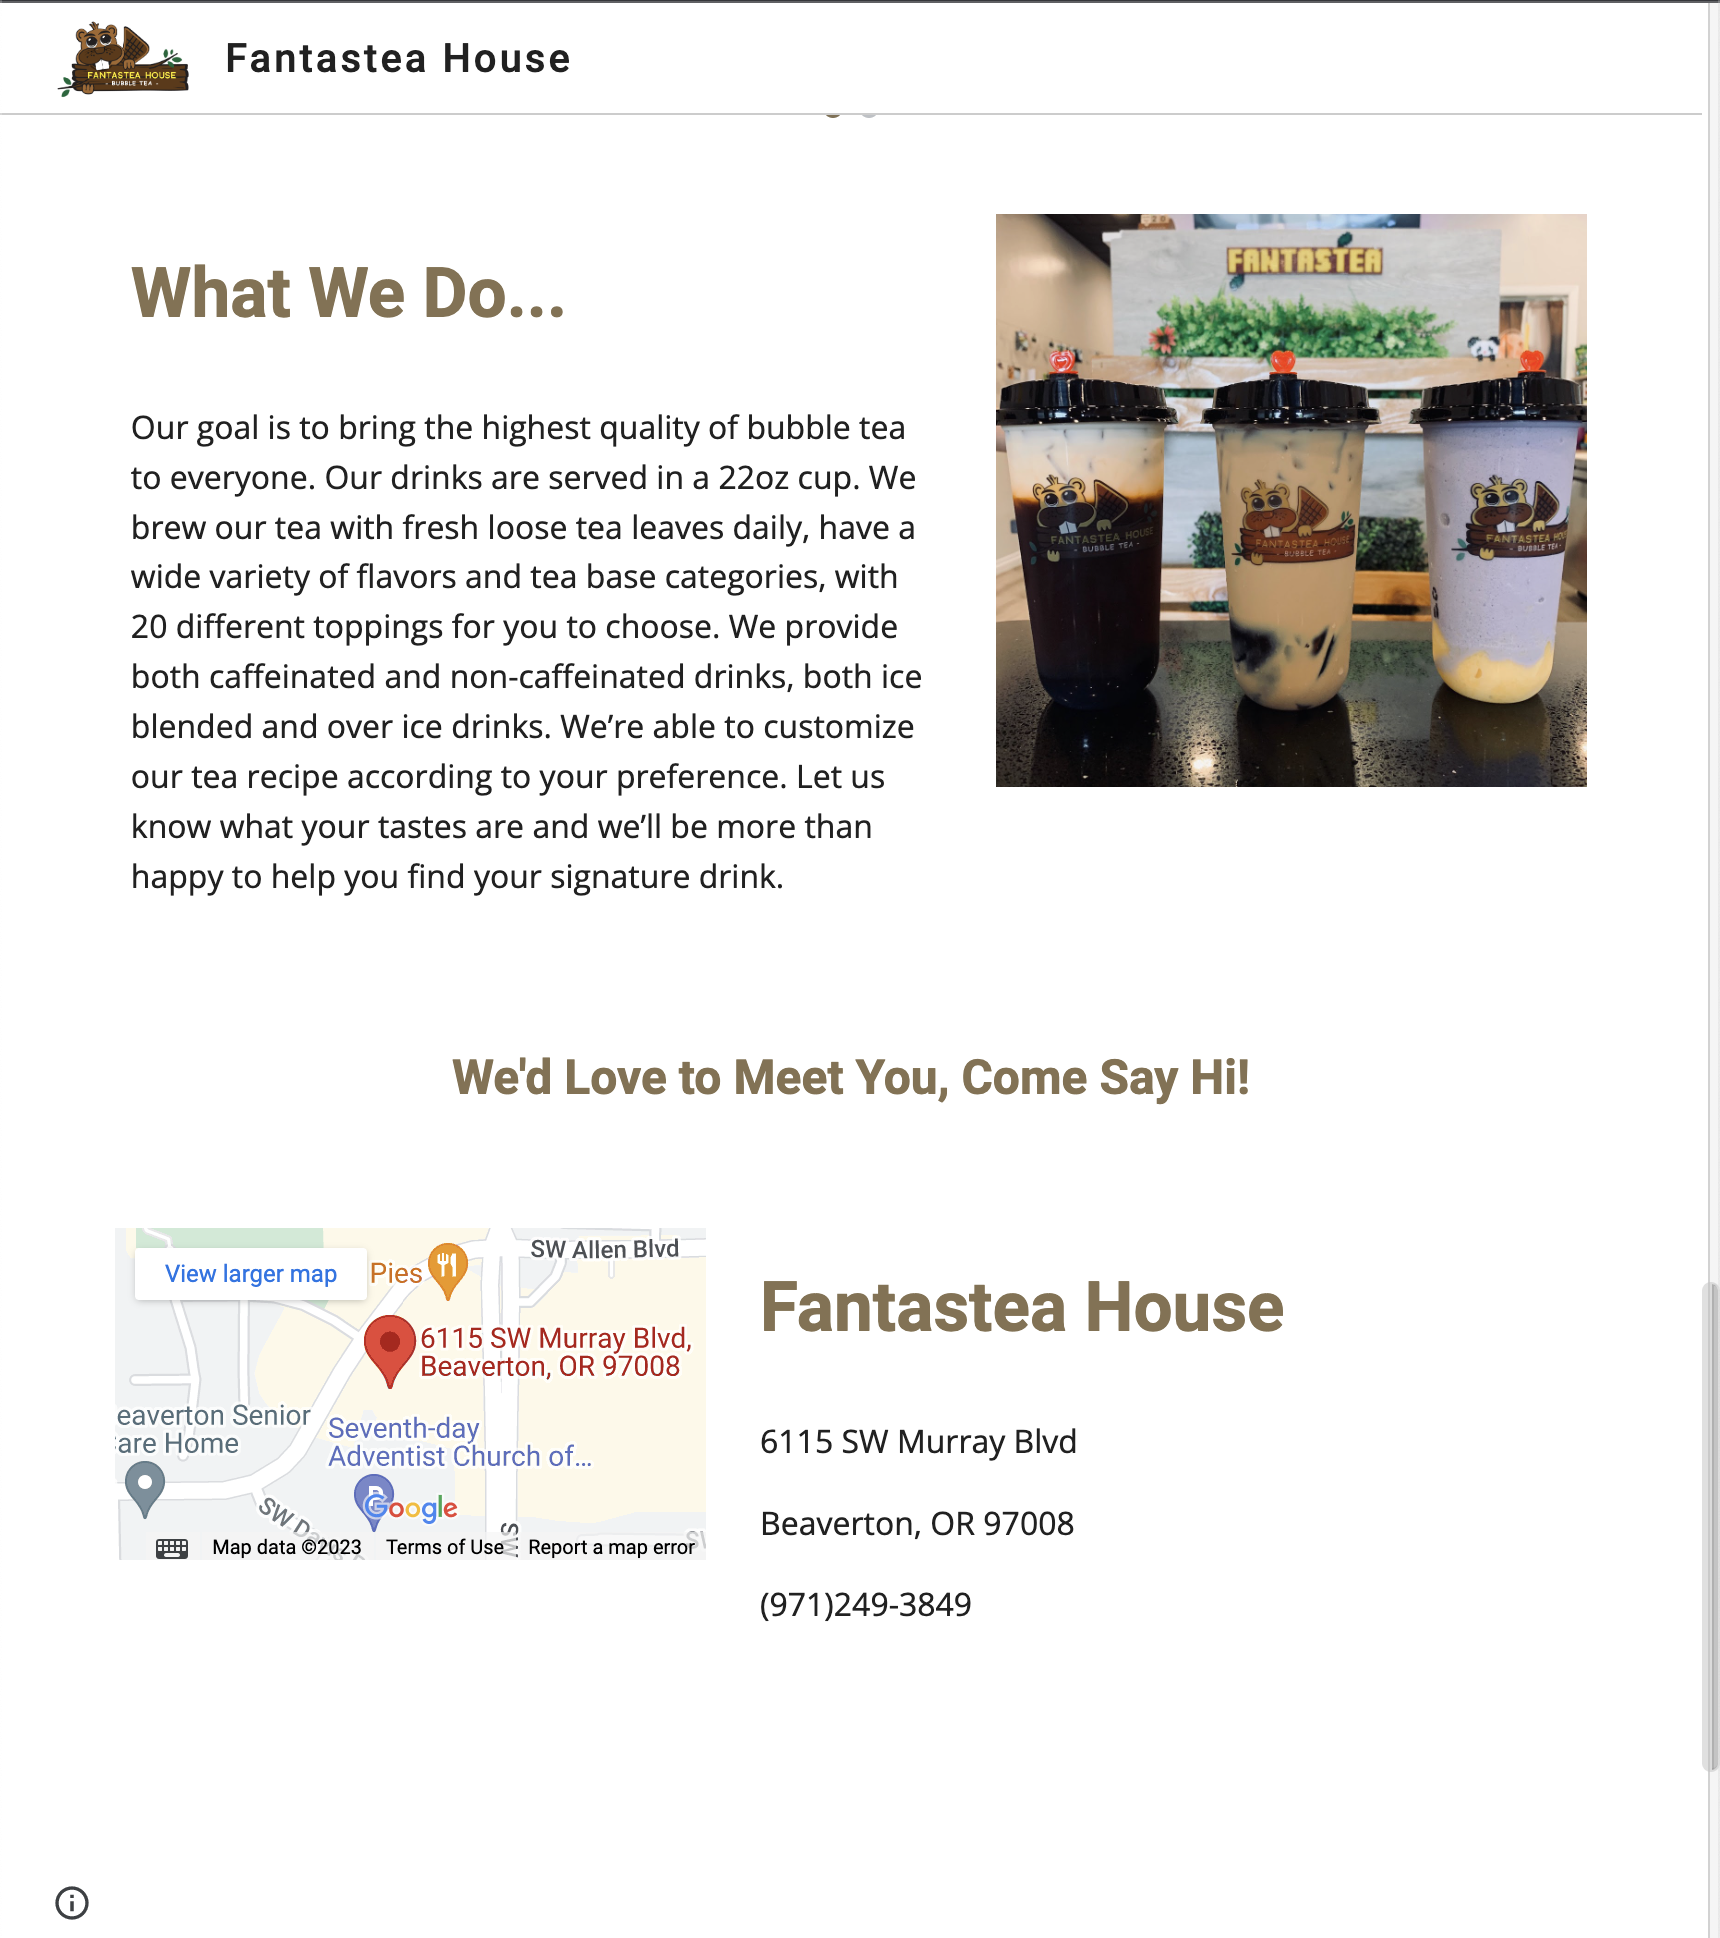 FANTASTEA HOUSE
- BUBBLE TEA -
Fantastea House
What We Do...
Our goal is to bring the highest quality of bubble tea
to everyone. Our drinks are served in a 22oz cup. We
brew our tea with fresh loose tea leaves daily, have a
wide variety of flavors and tea base categories, with
20 different toppings for you to choose. We provide
both caffeinated and non-caffeinated drinks, both ice
blended and over ice drinks. We’re able to customize
our tea recipe according to your preference. Let us
know what your tastes are and we’ll be more than
happy to help you find your signature drink.
FANTASTEA
FANTASTEA HOUSE
- BUBBLE TEA -
FANTASTEA HOUSE
- BUBBLE TEA -
FANTASTEA HOU
- BUBBLE TEA -
We'd Love to Meet You, Come Say Hi!
SW Allen Blvd
View larger map
Pies
6115 SW Murray Blvd,
Beaverton, OR 97008
eaverton Senior
are Home
Seventh-day
Adventist Church of...
Google
SW
SW
Map data ©2023
Terms of Use
Report a map error
Fantastea House
6115 SW Murray Blvd
Beaverton, OR 97008
(971)249-3849